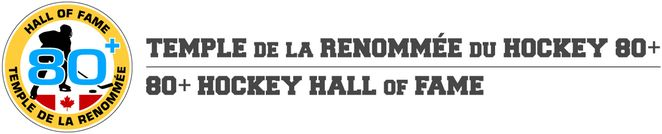 HALL OF FAME
80+
TEMPLE DE LA RENOMMÉE
TEMPLE DE LA RENOMMÉE DU HOCKEY 80+
80+ HOCKEY HALL OF FAME